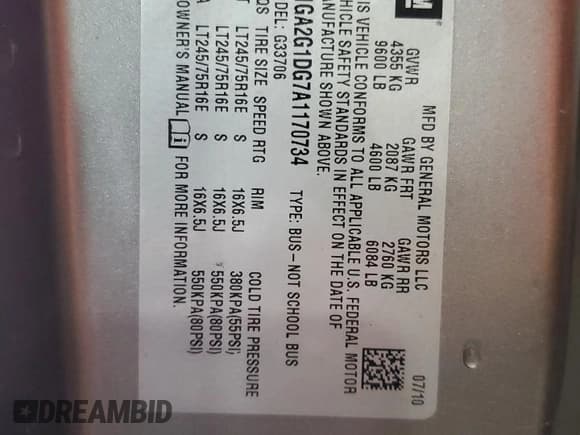 GM
MFD BY GENERAL MOTORS LLC 07/10
GVWR GAWR FRT GAWR RR
4355 KG 2087 KG 2760 KG
9600 LB 4600 LB 6084 LB
IS VEHICLE CONFORMS TO ALL APPLICABLE U.S. FEDERAL MOTOR
HICLE SAFETY STANDARDS IN EFFECT ON THE DATE OF
ANUFACTURE SHOWN ABOVE.
GA2G1DG7A1170734 TYPE: BUS–NOT SCHOOL BUS
DEL: G33706
OS TIRE SIZE SPEED RTG RIM COLD TIRE PRESSURE
LT245/75R16E S 16X6.5J 380KPA(55PSI);
A LT245/75R16E S 16X6.5J 550KPA(80PSI)
LT245/75R16E S 16X6.5J 550KPA(80PSI)
OWNER'S MANUAL i FOR MORE INFORMATION.
DREAMBID